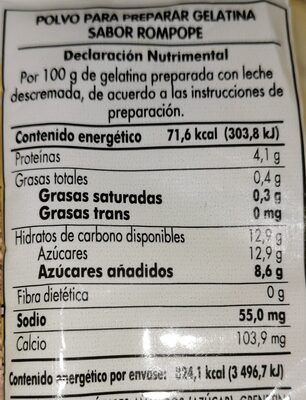 POLVO PARA PREPARAR GELATINA
SABOR ROMPOPE
Declaración Nutrimental
Por 100 g de gelatina preparada con leche
descremada, de acuerdo a las instrucciones de
preparación.
Contenido energético 71,6 kcal (303,8 kJ)
Proteínas 4,1 g
Grasas totales 0,4 g
Grasas saturadas 0,3 g
Grasas trans 0 mg
Hidratos de carbono disponibles 12,9 g
Azúcares 12,9 g
Azúcares añadidos 8,6 g
Fibra dietética 0 g
Sodio 55,0 mg
Calcio 103,9 mg
Contenido energético por envase: 824,1 kcal (3 496,7 kJ)